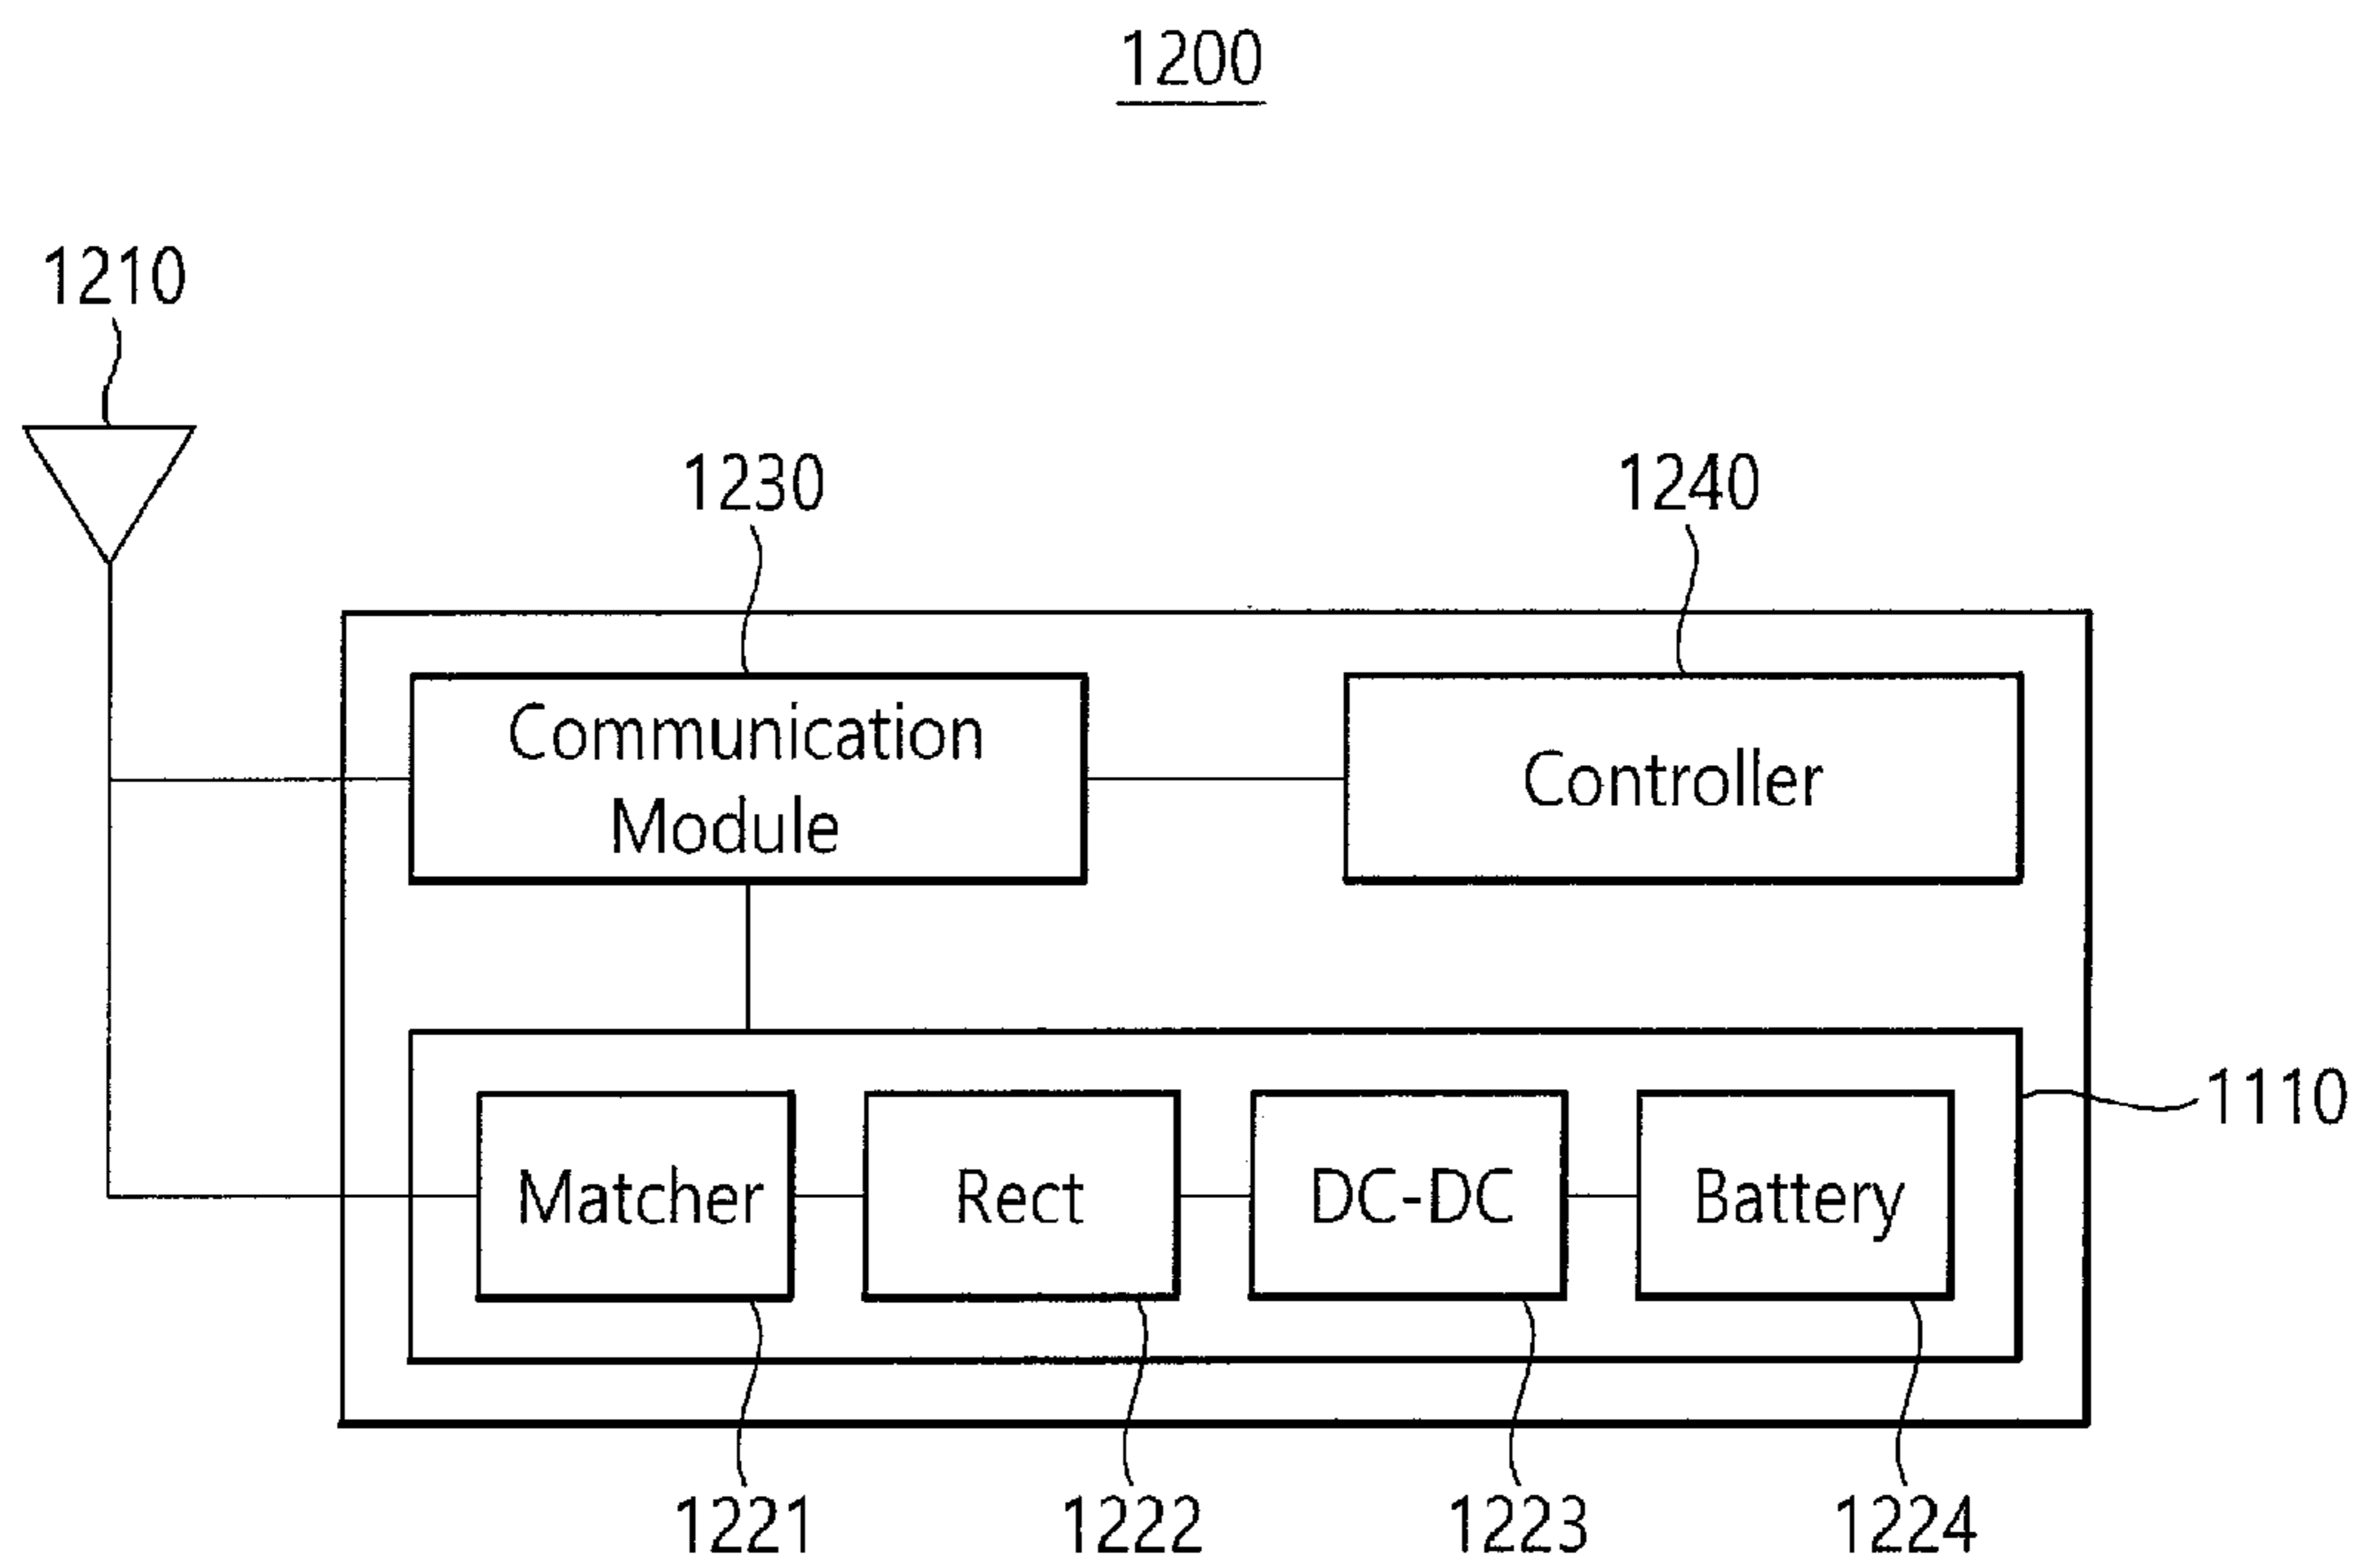 1200
1210
1230
1240
Communication
Module
Controller
1110
Matcher
Rect
DC-DC
Battery
1221
1222
1223
1224